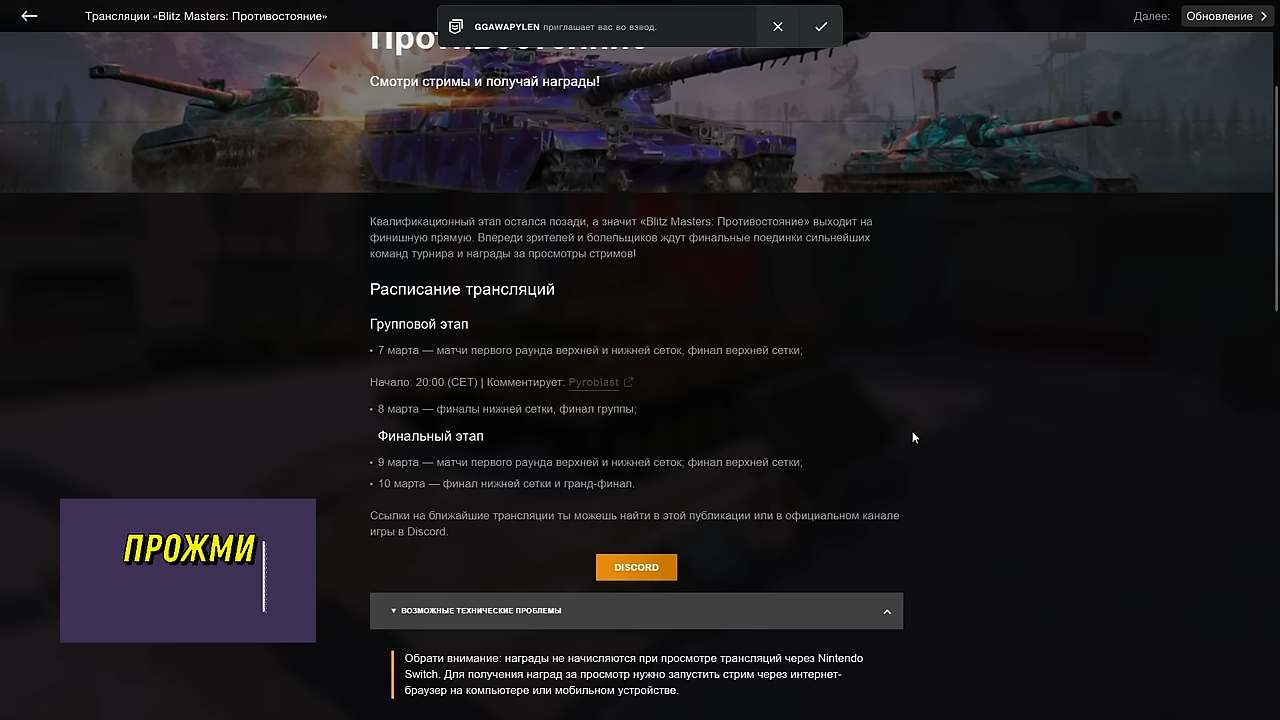 Трансляции «Blitz Masters: Противостояние»
GGAWAPYLEN приглашает вас во взвод.
Далее:
Обновление
Противостояние
Смотри стримы и получай награды!
Квалификационный этап остался позади, а значит «Blitz Masters: Противостояние» выходит на
финишную прямую. Впереди зрителей и болельщиков ждут финальные поединки сильнейших
команд турнира и награды за просмотры стримов!
Расписание трансляций
Групповой этап
• 7 марта — матчи первого раунда верхней и нижней сеток, финал верхней сетки;
Начало: 20:00 (CET) | Комментирует: Pyroblast
• 8 марта — финалы нижней сетки, финал группы;
Финальный этап
• 9 марта — матчи первого раунда верхней и нижней сеток; финал верхней сетки;
• 10 марта — финал нижней сетки и гранд-финал.
Ссылки на ближайшие трансляции ты можешь найти в этой публикации или в официальном канале
игры в Discord.
ПРОЖМИ
DISCORD
▼ ВОЗМОЖНЫЕ ТЕХНИЧЕСКИЕ ПРОБЛЕМЫ
Обрати внимание: награды не начисляются при просмотре трансляций через Nintendo
Switch. Для получения наград за просмотр нужно запустить стрим через интернет-
браузер на компьютере или мобильном устройстве.